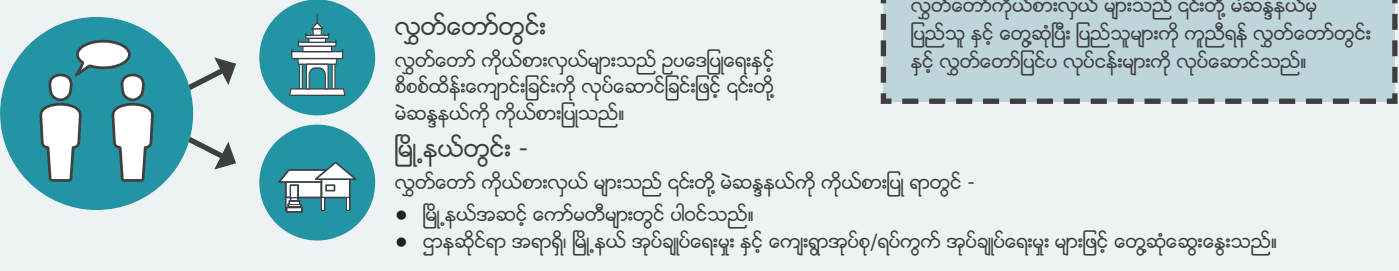 လွှတ်တော်တွင်း
လွှတ်တော် ကိုယ်စားလှယ်များသည် ဥပဒေပြုရေးနှင့်
စိစစ်ထိန်းကျောင်းခြင်းကို လုပ်ဆောင်ခြင်းဖြင့် ၎င်းတို့
မဲဆန္ဒနယ်ကို ကိုယ်စားပြုသည်။
လွှတ်တော်ကိုယ်စားလှယ် များသည် ၎င်းတို့ မဲဆန္ဒနယ်မှ
ပြည်သူ နှင့် တွေ့ဆုံပြီး ပြည်သူများကို ကူညီရန် လွှတ်တော်တွင်း
နှင့် လွှတ်တော်ပြင်ပ လုပ်ငန်းများကို လုပ်ဆောင်သည်။
မြို့နယ်တွင်း -
လွှတ်တော် ကိုယ်စားလှယ် များသည် ၎င်းတို့ မဲဆန္ဒနယ်ကို ကိုယ်စားပြု ရာတွင် -
● မြို့နယ်အဆင့် ကော်မတီများတွင် ပါဝင်သည်။
● ဌာနဆိုင်ရာ အရာရှိ၊ မြို့နယ် အုပ်ချုပ်ရေးမှူး နှင့် ကျေးရွာအုပ်စု/ရပ်ကွက် အုပ်ချုပ်ရေးမှူး များဖြင့် တွေ့ဆုံဆွေးနွေးသည်။